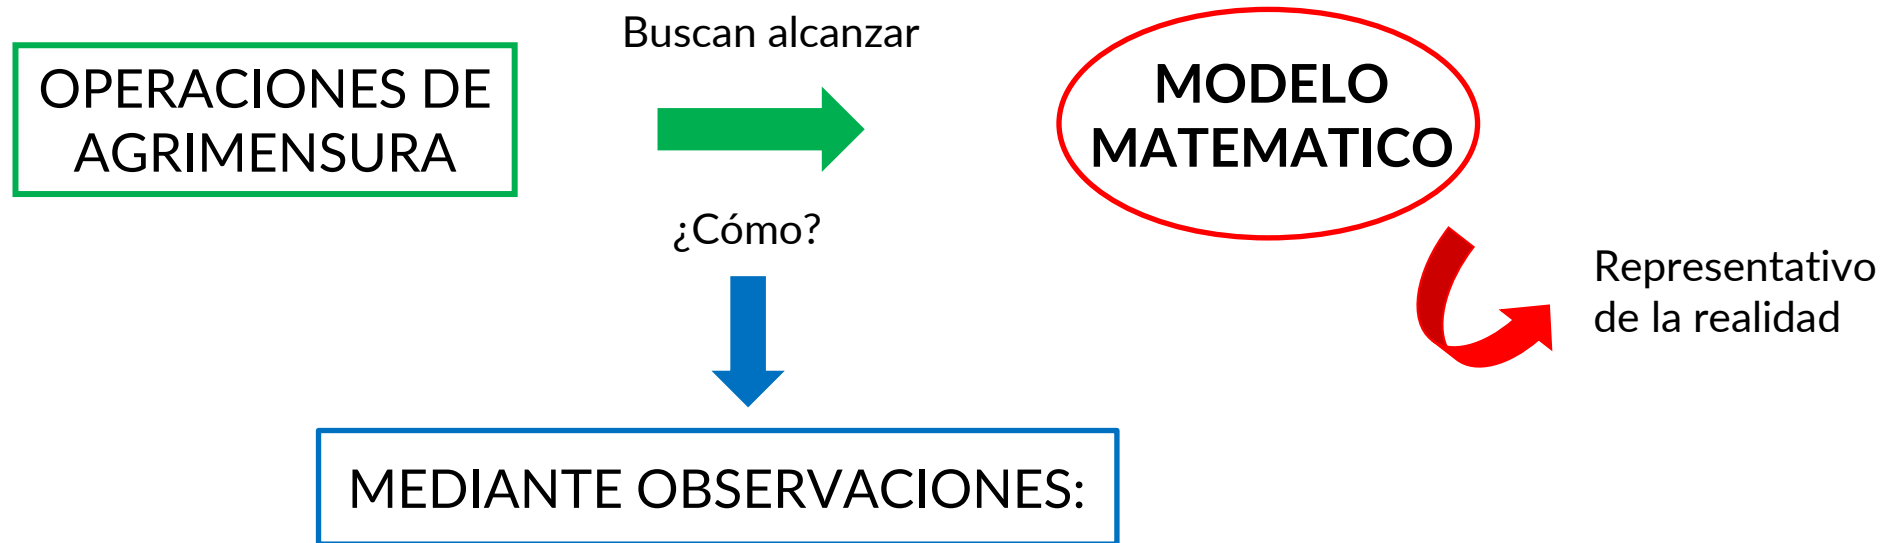 OPERACIONES DE
AGRIMENSURA
Buscan alcanzar
MODELO
MATEMATICO
¿Cómo?
Representativo
de la realidad
MEDIANTE OBSERVACIONES: